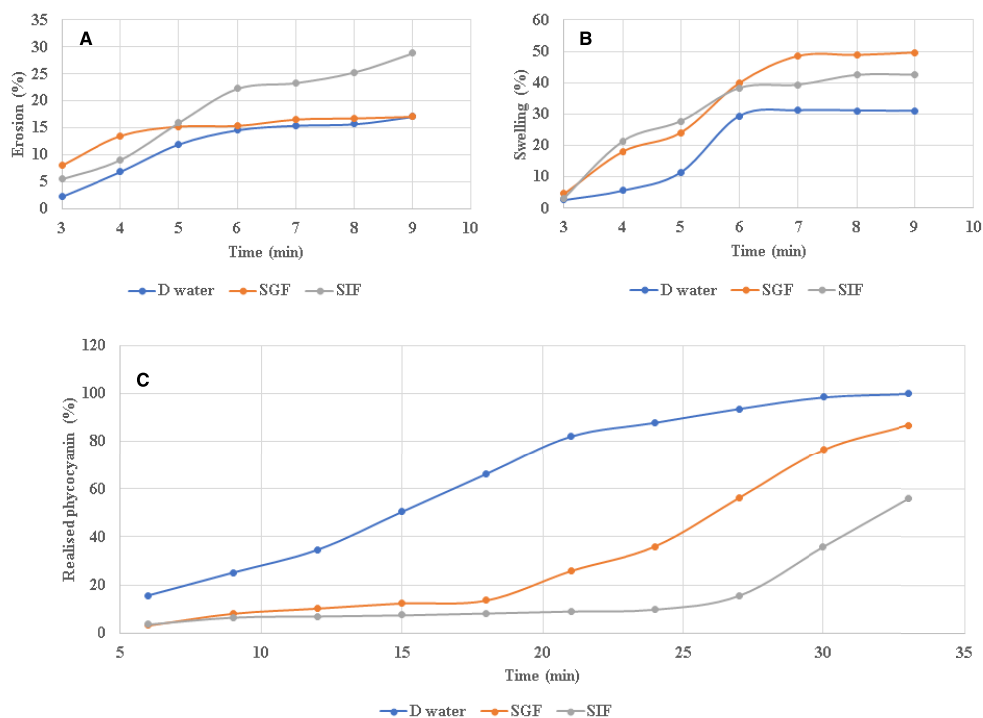 A
Erosion (%)
35
30
25
20
15
10
5
0
3 4 5 6 7 8 9 10
Time (min)
D water SGF SIF
B
Swelling (%)
60
50
40
30
20
10
0
3 4 5 6 7 8 9 10
Time (min)
D water SGF SIF
C
Realised phycocyanin (%)
120
100
80
60
40
20
0
5 10 15 20 25 30 35
Time (min)
D water SGF SIF